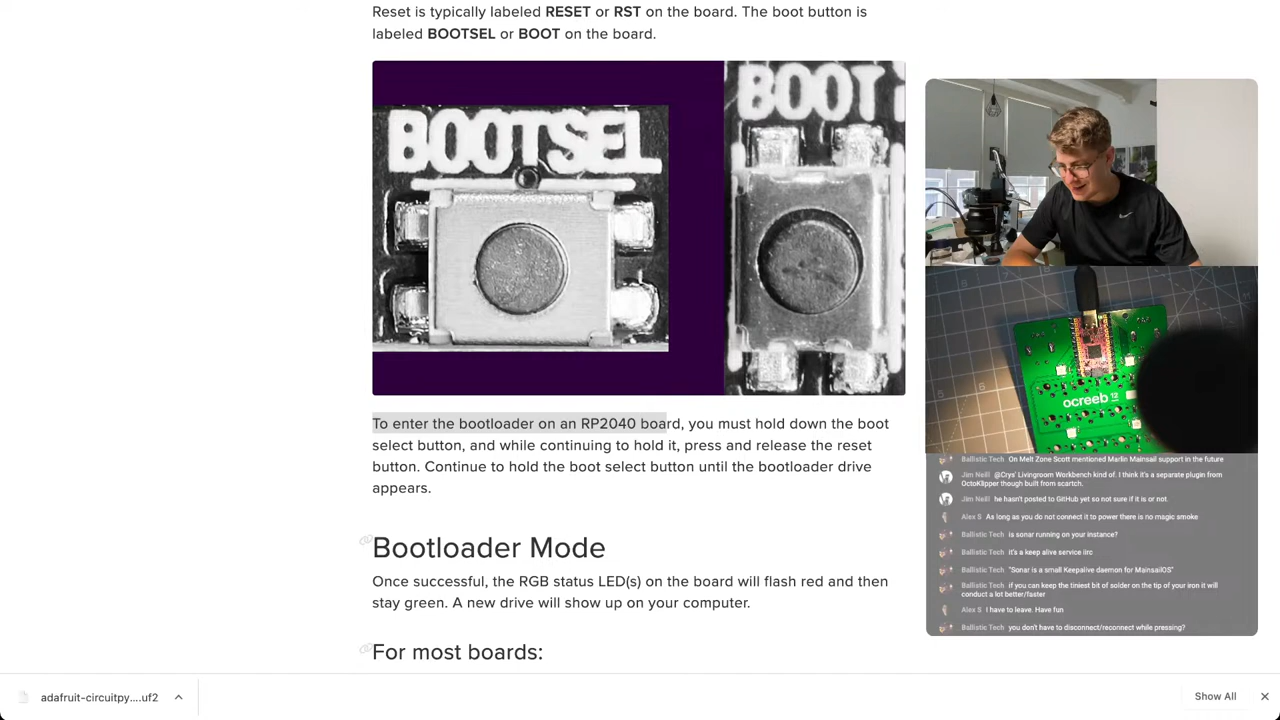 Reset is typically labeled RESET or RST on the board. The boot button is
labeled BOOTSEL or BOOT on the board.
BOOTSEL
BOOT
To enter the bootloader on an RP2040 board, you must hold down the boot
select button, and while continuing to hold it, press and release the reset
button. Continue to hold the boot select button until the bootloader drive
appears.
Bootloader Mode
Once successful, the RGB status LED(s) on the board will flash red and then
stay green. A new drive will show up on your computer.
For most boards:
ocreeb 12
Ballistic Tech On Melt Zone Scott mentioned Marlin Mainsail support in the future
Jim Neill @Crys' Livingroom Workbench kind of. I think it's a separate plugin from
OctoKlipper though built from scartch.
Jim Neill he hasn't posted to GitHub yet so not sure if it is or not.
Alex S As long as you do not connect it to power there is no magic smoke
Ballistic Tech is sonar running on your instance?
Ballistic Tech it's a keep alive service iirc
Ballistic Tech "Sonar is a small Keepalive daemon for MainsailOS"
Ballistic Tech if you can keep the tiniest bit of solder on the tip of your iron it will
conduct a lot better/faster
Alex S I have to leave. Have fun
Ballistic Tech you don't have to disconnect/reconnect while pressing?
adafruit-circuitpy....uf2
Show All